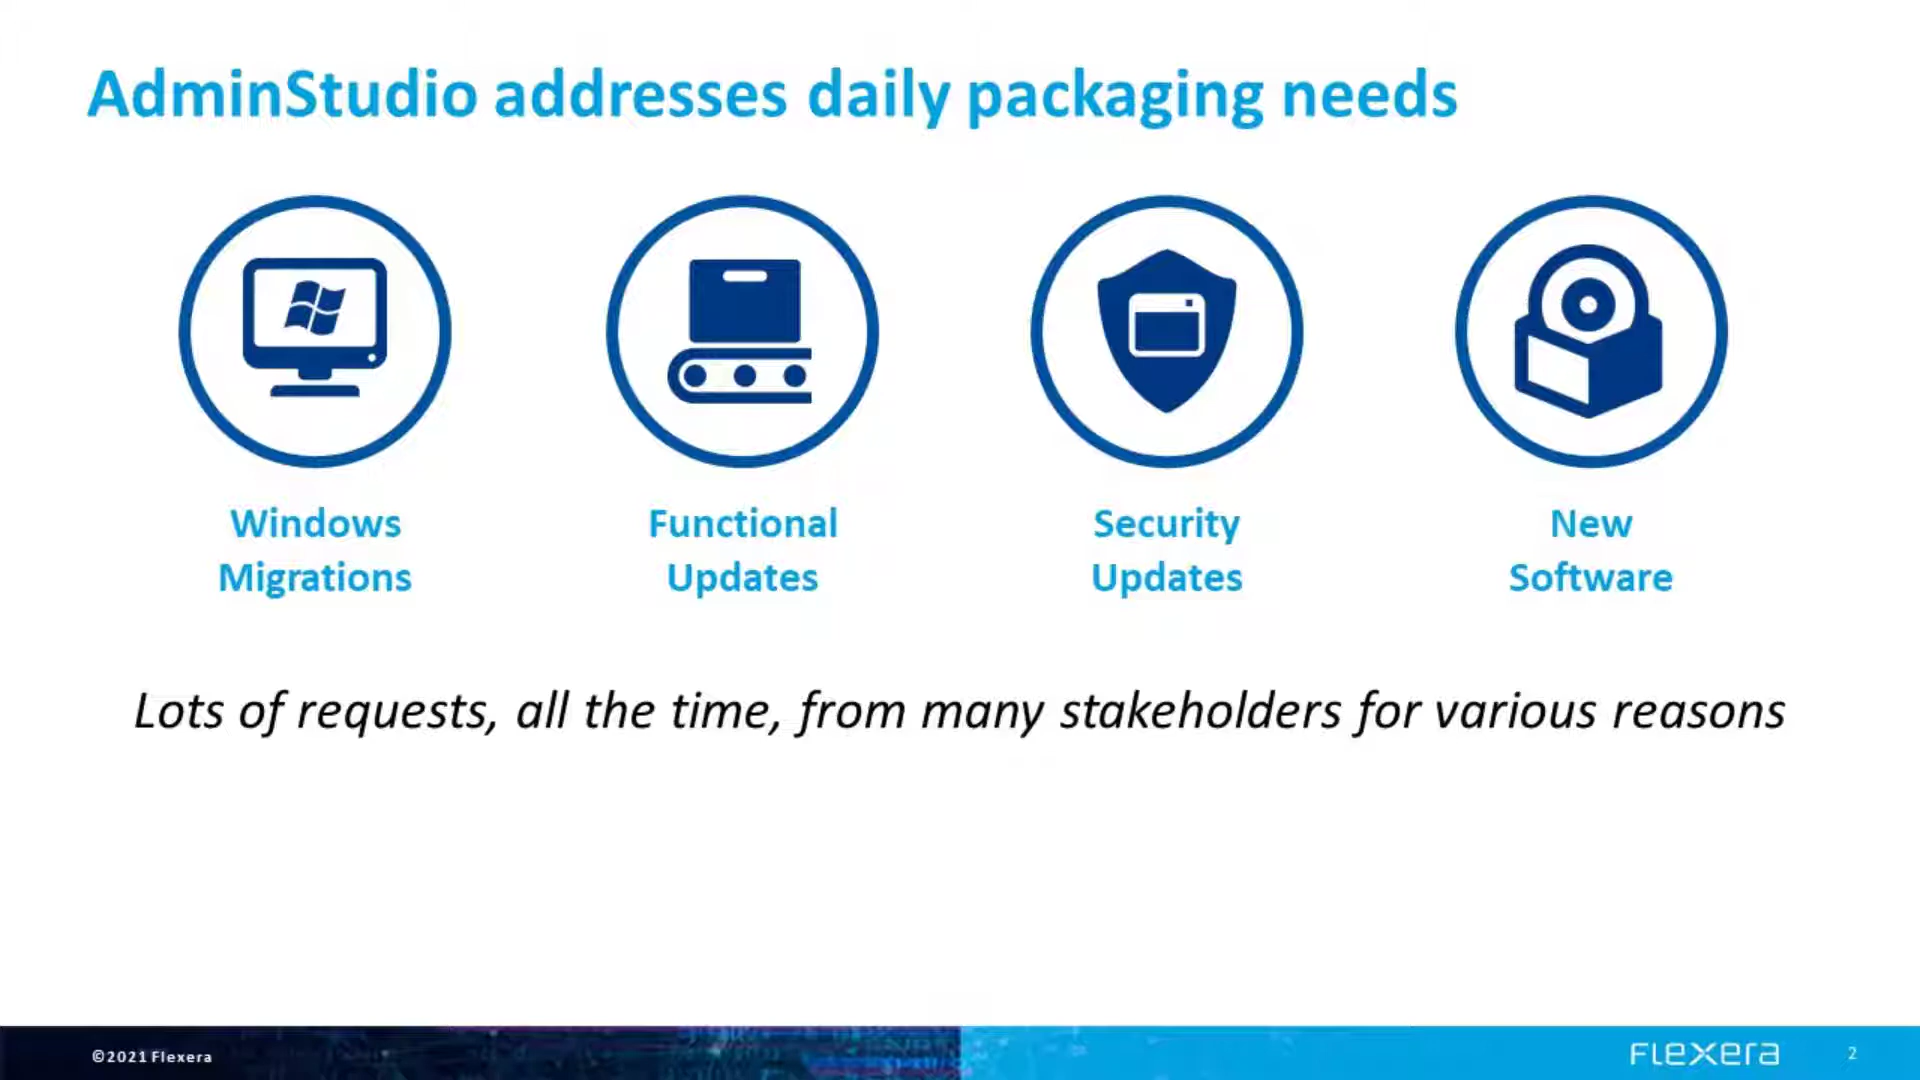 AdminStudio addresses daily packaging needs
Windows
Migrations
Functional
Updates
Security
Updates
New
Software
Lots of requests, all the time, from many stakeholders for various reasons
©2021 Flexera
FLEXERA
2